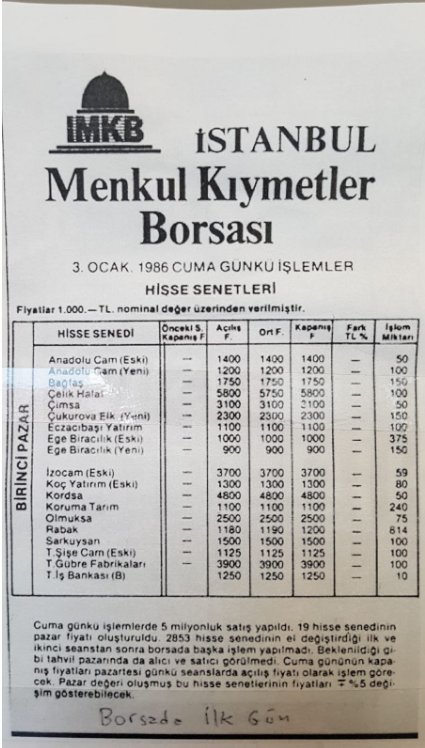 İMKB
İSTANBUL
Menkul Kıymetler
Borsası
3. OCAK. 1986 CUMA GÜNKÜ İŞLEMLER
HİSSE SENETLERİ
Fiyatlar 1.000.— TL. nominal değer üzerinden verilmiştir.
BİRİNCİ PAZAR
HİSSE SENEDİ Önceki S. Kapanış F Açılış F. Ort F. Kapanış F Fark TL % İşlem Miktarı
Anadolu Cam (Eski) — 1400 1400 1400 — 50
Anadolu Cam (Yeni) — 1200 1200 1200 — 100
Bağfaş — 1750 1750 1750 — 150
Çelik Halat — 5800 5750 5800 — 100
Çimsa — 3100 3100 3100 — 50
Çukurova Elk. (Yeni) — 2300 2300 2300 — 150
Eczacıbaşı Yatırım — 1100 1100 1100 — 100
Ege Biracılık (Eski) — 1000 1000 1000 — 375
Ege Biracılık (Yeni) — 900 900 900 — 150
İzocam (Eski) — 3700 3700 3700 — 59
Koç Yatırım (Eski) — 1300 1300 1300 — 80
Kordsa — 4800 4800 4800 — 50
Koruma Tarım — 1100 1100 1100 — 240
Olmuksa — 2500 2500 2500 — 75
Rabak — 1180 1190 1200 — 614
Sarkuysan — 1500 1500 1500 — 100
T.Şişe Cam (Eski) — 1125 1125 1125 — 100
T.Gübre Fabrikaları — 3900 3900 3900 — 100
T.İş Bankası (B) — 1250 1250 1250 — 10
Cuma günkü işlemlerde 5 milyonluk satış yapıldı. 19 hisse senedinin
pazar fiyatı oluşturuldu. 2853 hisse senedinin el değiştirdiği ilk ve
ikinci seanstan sonra borsada başka işlem yapılmadı. Beklenildiği gi-
bi tahvil pazarında da alıcı ve satıcı görülmedi. Cuma gününün kapa-
nış fiyatları pazartesi günkü seanslarda açılış fiyatı olarak işlem göre-
cek. Pazar değeri oluşmuş bu hisse senetlerinin fiyatları ∓ %5 deği-
şim gösterebilecek.
Borsada İlk Gün